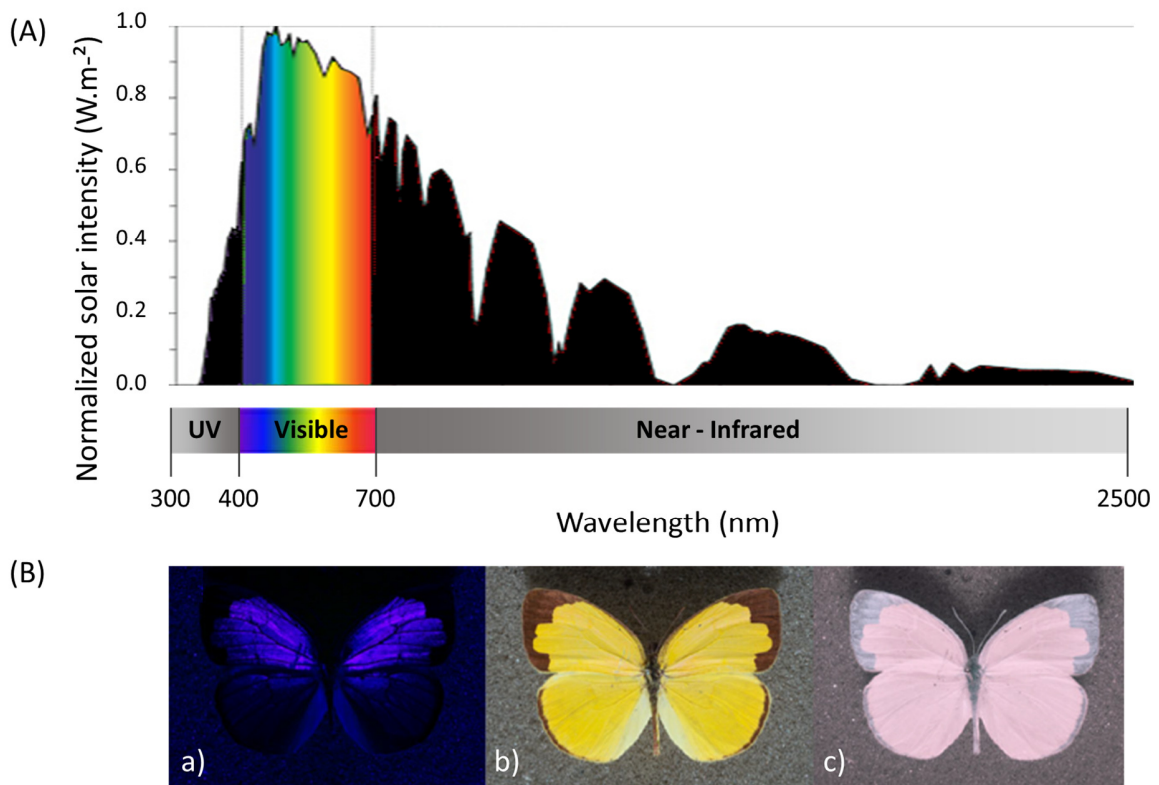 (A)
Normalized solar intensity (W.m-²)
1.0
0.8
0.6
0.4
0.2
0.0
UV
Visible
Near - Infrared
300
400
700
2500
Wavelength (nm)
(B)
a)
b)
c)